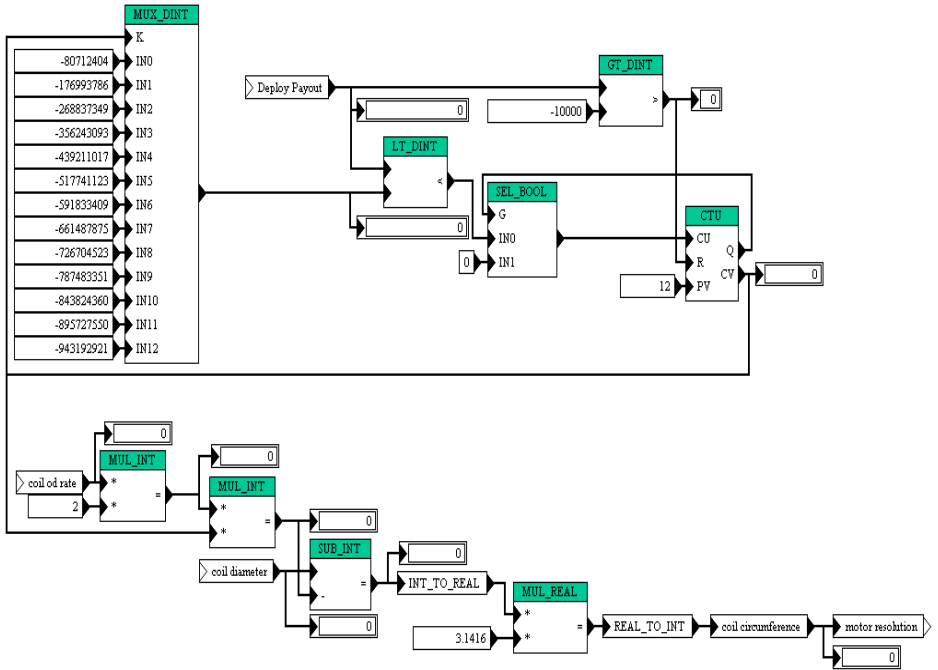 MUX_DINT
K
-80712404 IN0
-176993786 IN1
-268837349 IN2
-356243093 IN3
-439211017 IN4
-517741123 IN5
-591833409 IN6
-661487875 IN7
-726704523 IN8
-787483351 IN9
-843824360 IN10
-895727550 IN11
-943192921 IN12
Deploy Payout
0
GT_DINT
-10000
>
0
LT_DINT
<
0
SEL_BOOL
G
IN0
0 IN1
CTU
CU
R
12 PV
Q
CV
0
0
MUL_INT
coil od rate *
2 *
=
0
MUL_INT
*
*
=
0
coil diameter
SUB_INT
=
-
0
0
INT_TO_REAL
MUL_REAL
*
3.1416 *
=
REAL_TO_INT
coil circumference
motor resolution
0